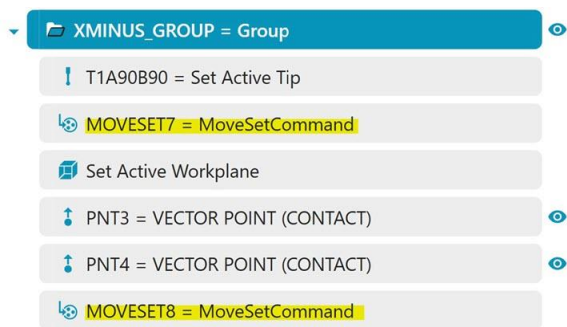 XMINUS_GROUP = Group
T1A90B90 = Set Active Tip
MOVESET7 = MoveSetCommand
Set Active Workplane
PNT3 = VECTOR POINT (CONTACT)
PNT4 = VECTOR POINT (CONTACT)
MOVESET8 = MoveSetCommand